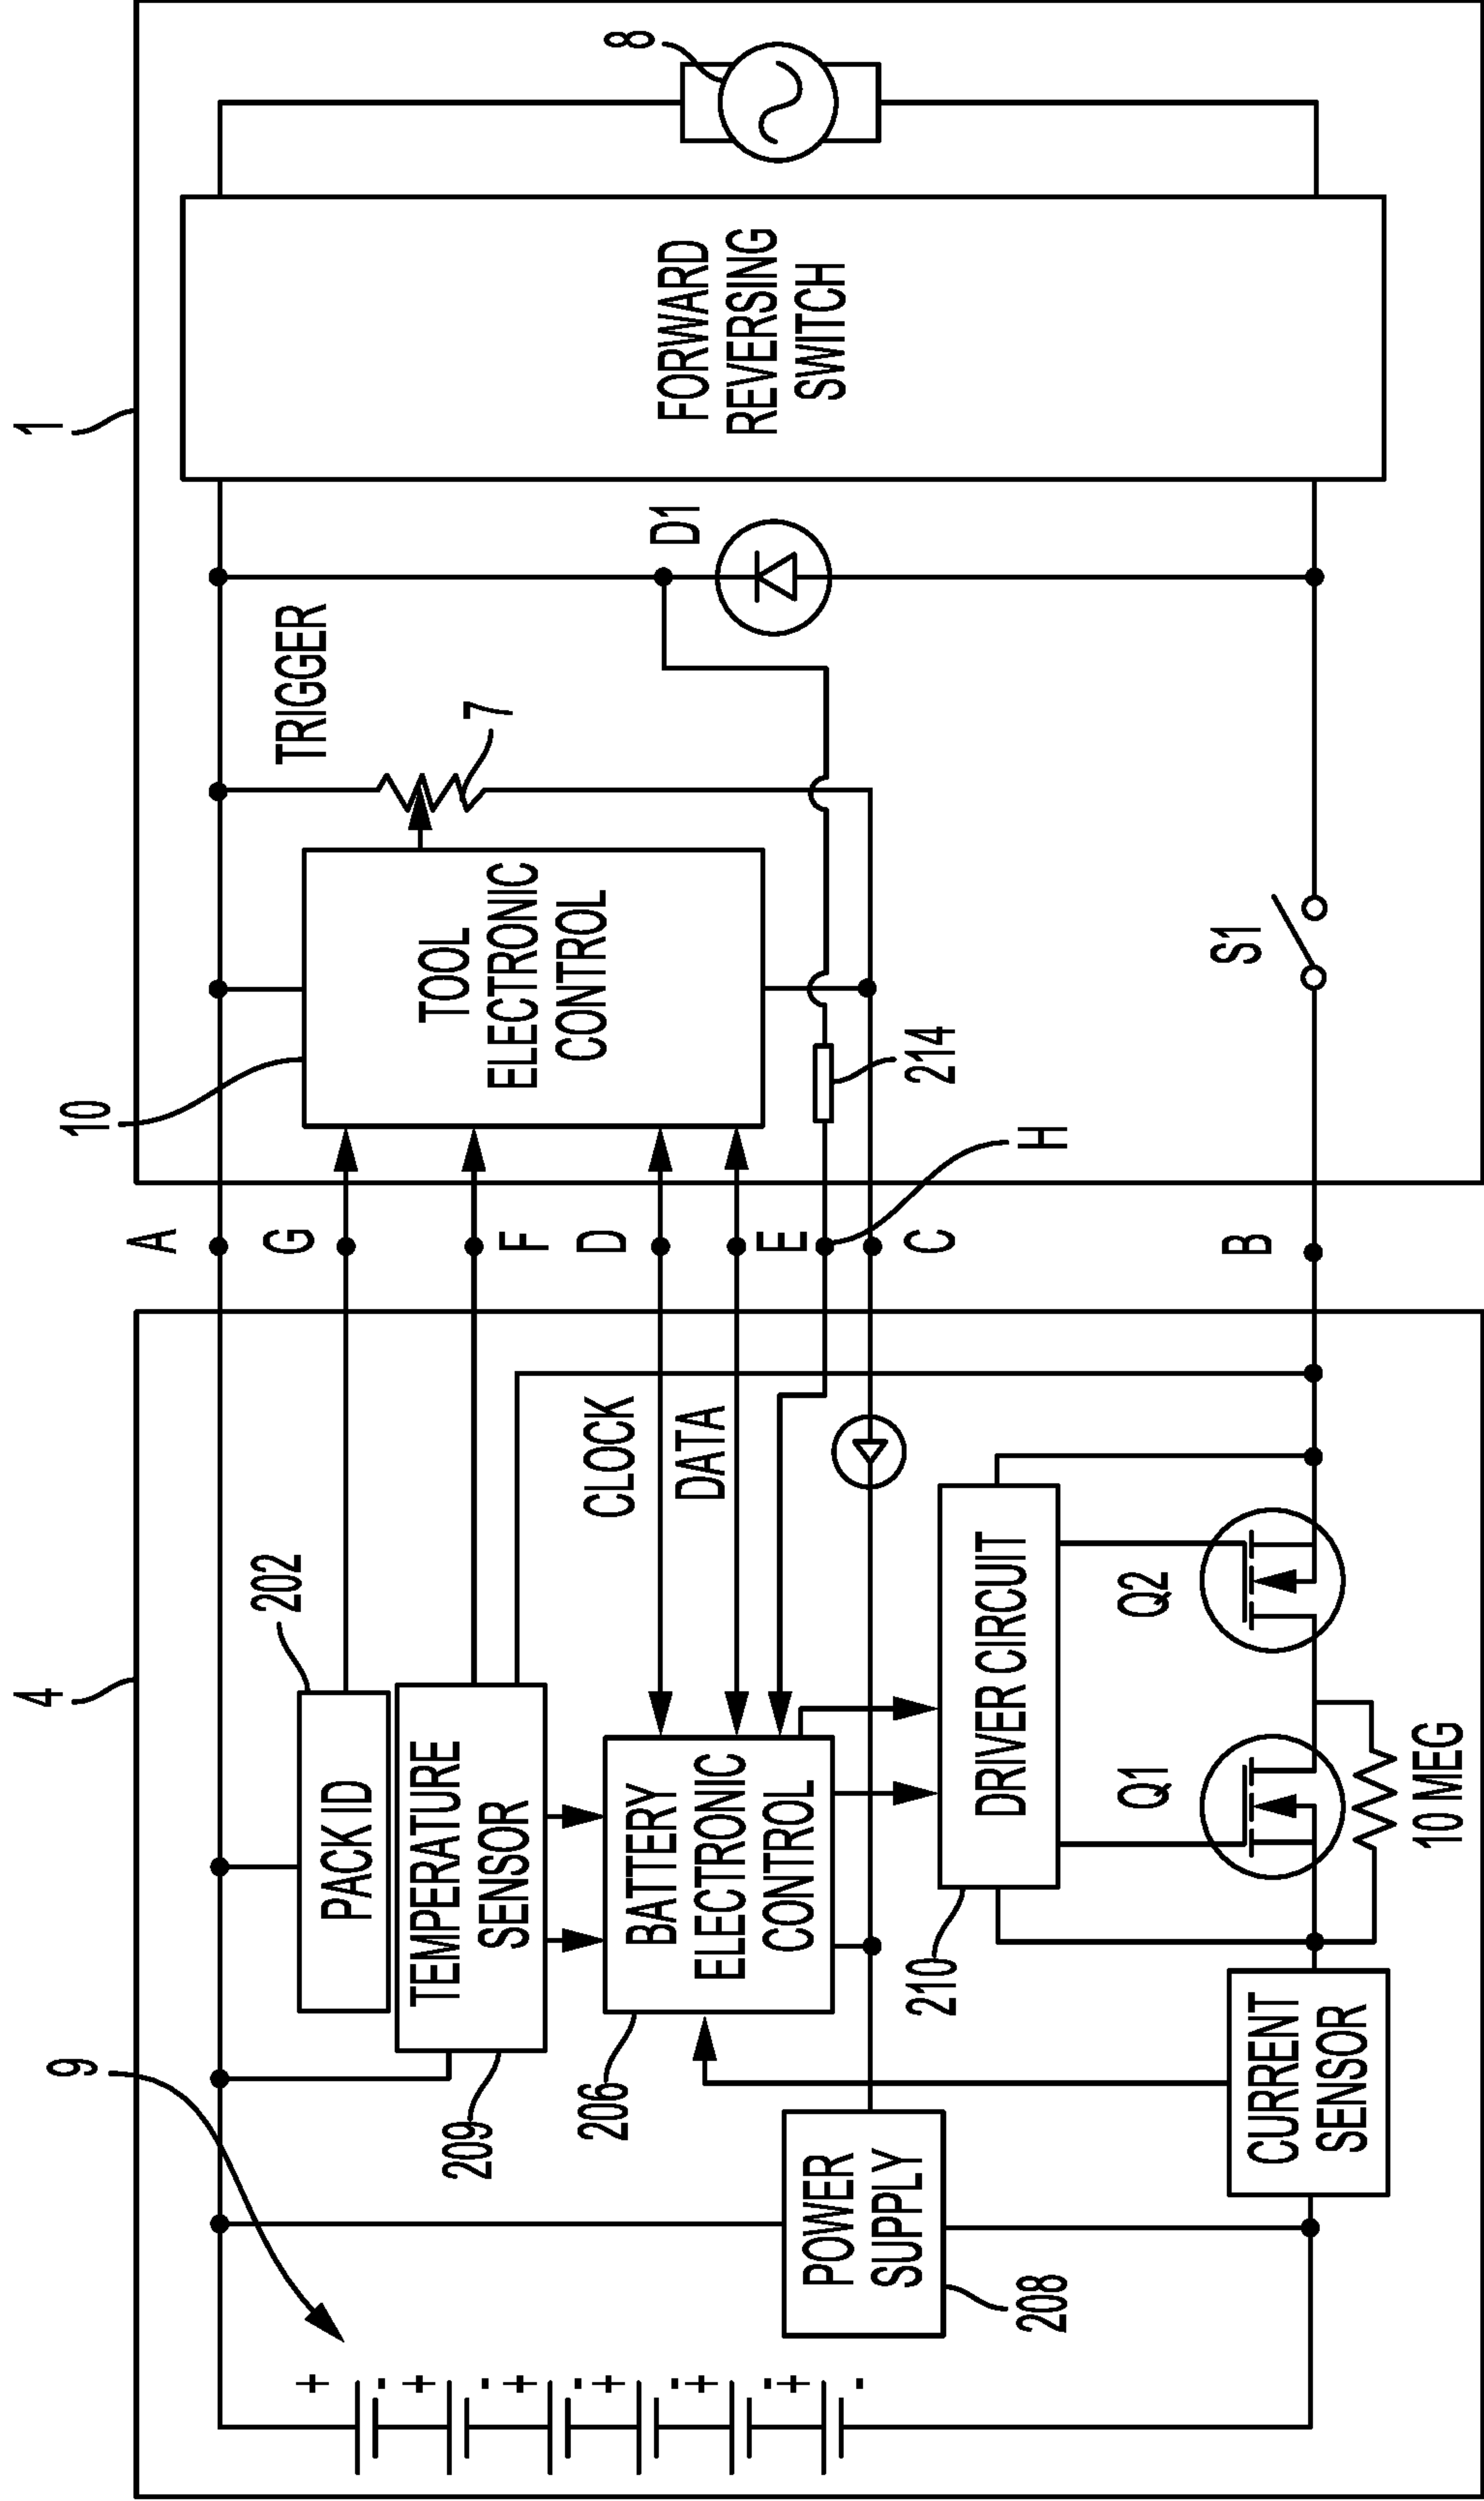 4
1
9
10
A
202
G
PACK ID
TEMPERATURE
SENSOR
209
F
TRIGGER
7
TOOL
ELECTRONIC
CONTROL
D
CLOCK
DATA
E
206
BATTERY
ELECTRONIC
CONTROL
D1
8
FORWARD
REVERSING
SWITCH
POWER
SUPPLY
208
214
C
H
210
DRIVER CIRCUIT
Q1
Q2
B
S1
CURRENT
SENSOR
10 MEG
+
-
+
-
+
-
+
-
+
-
+
-